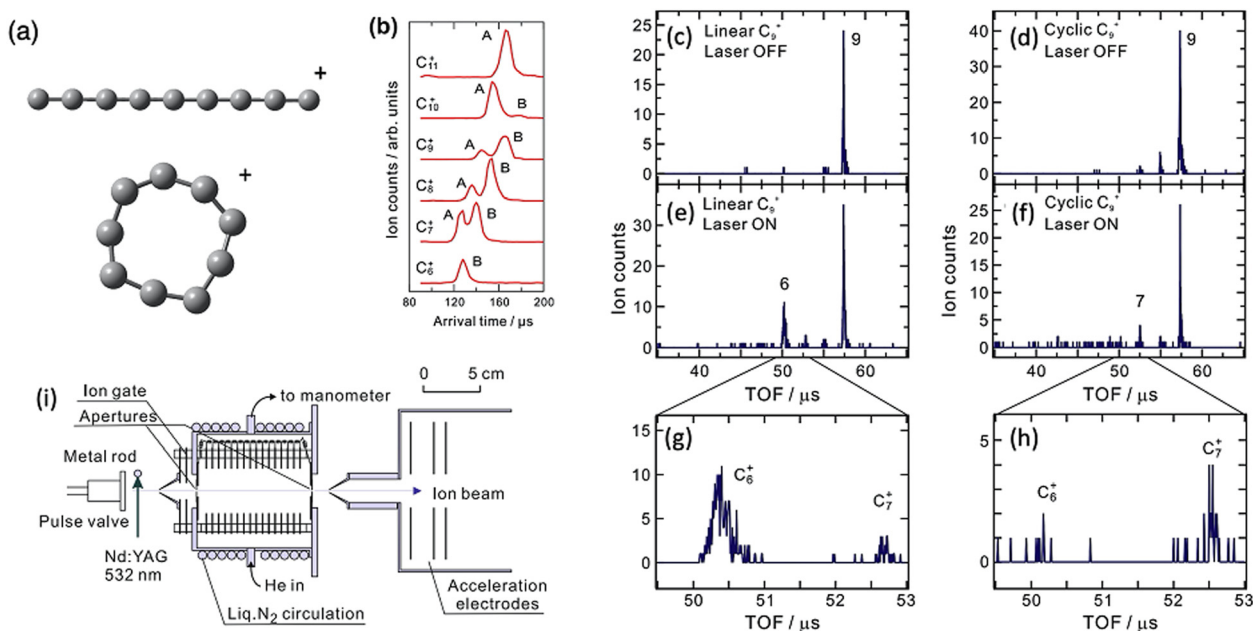 (a)
+
+
(b)
Ion counts / arb. units
C₁₁⁺
A
C₁₀⁺
A
B
C₉⁺
A
B
C₈⁺
A
B
C₇⁺
A
B
C₆⁺
B
80 120 160 200
Arrival time / μs
(c) Linear C₉⁺
Laser OFF
9
25
20
15
10
5
0
(d) Cyclic C₉⁺
Laser OFF
9
40
30
20
10
0
Ion counts
(e) Linear C₉⁺
Laser ON
6
30
20
10
0
40 50 60
TOF / μs
Ion counts
(f) Cyclic C₉⁺
Laser ON
7
25
20
15
10
5
0
40 50 60
TOF / μs
(g)
C₆⁺
C₇⁺
15
10
5
0
50 51 52 53
TOF / μs
(h)
C₆⁺
C₇⁺
5
0
50 51 52 53
TOF / μs
(i)
Ion gate
Apertures
to manometer
0 5 cm
Metal rod
Pulse valve
Nd:YAG
532 nm
He in
Liq.N₂ circulation
Ion beam
Acceleration
electrodes